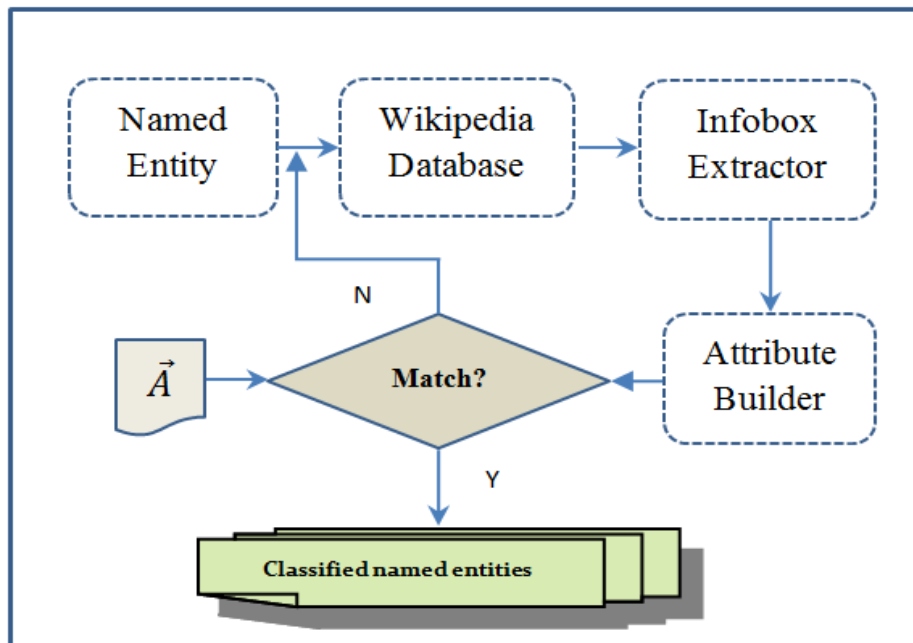 Named
Entity
Wikipedia
Database
Infobox
Extractor
N
A⃗
Match?
Attribute
Builder
Y
Classified named entities